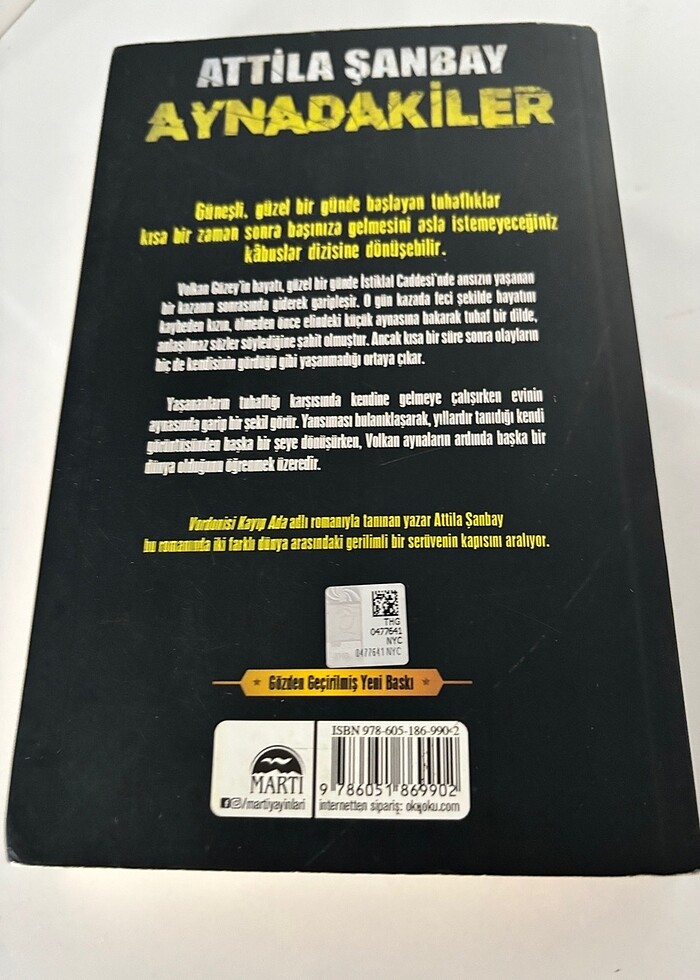 ATTİLA ŞANBAY
AYNADAKİLER
Güneşli, güzel bir günde başlayan tuhaflıklar
kısa bir zaman sonra başınıza gelmesini asla istemeyeceğiniz
kâbuslar dizisine dönüşebilir.
Volkan Güzey'in hayatı, güzel bir günde İstiklal Caddesi'nde ansızın yaşanan
bir kazanın sonrasında giderek garipleşir. O gün kazada feci şekilde hayatını
kaybeden kızın, ölmeden önce elindeki küçük aynasına bakarak tuhaf bir dilde,
anlaşılmaz sözler söylediğine şahit olmuştur. Ancak kısa bir süre sonra olayların
hiç de kendisinin gördüğü gibi yaşanmadığı ortaya çıkar.
Yaşananların tuhaflığı karşısında kendine gelmeye çalışırken evinin
aynasında garip bir şekil görür. Yansıması bulanıklaşarak, yıllardır tanıdığı kendi
görüntüsünden başka bir şeye dönüşürken, Volkan aynaların ardında başka bir
dünya olduğunu öğrenmek üzeredir.
Vordonisi Kayıp Ada adlı romanıyla tanınan yazar Attila Şanbay
bu romanında iki farklı dünya arasındaki gerilimli bir serüvenin kapısını aralıyor.
THG
0477641
NYC
0477641 NYC
Gözden Geçirilmiş Yeni Baskı
ISBN 978-605-186-990-2
MARTI
9 786051 869902
/martiyayinlari
internetten sipariş: okuoku.com